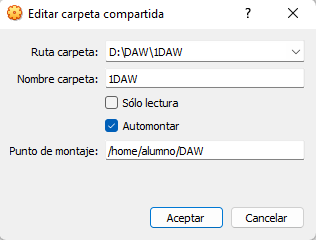 Editar carpeta compartida
Ruta carpeta: D:\DAW\1DAW
Nombre carpeta: 1DAW
Sólo lectura
Automontar
Punto de montaje: /home/alumno/DAW
Aceptar Cancelar